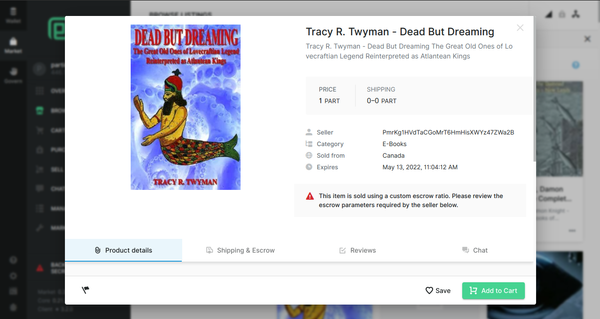 BROWSE LISTINGS
Wallet
Market
DEAD BUT DREAMING
The Great Old Ones of Lovecraftian Legend
Reinterpreted as Atlantean Kings
TRACY R. TWYMAN
Tracy R. Twyman - Dead But Dreaming
Tracy R. Twyman - Dead But Dreaming The Great Old Ones of Lo
vecraftian Legend Reinterpreted as Atlantean Kings
PRICE
1 PART
SHIPPING
0-0 PART
Seller
PmrKg1HVdTaCGoMrT6HmHisXWYz47ZWa2B
Category
E-Books
Sold from
Canada
Expires
May 13, 2022, 11:04:12 AM
This item is sold using a custom escrow ratio. Please review the
escrow parameters required by the seller below.
Product details
Shipping & Escrow
Reviews
Chat
Save
Add to Cart